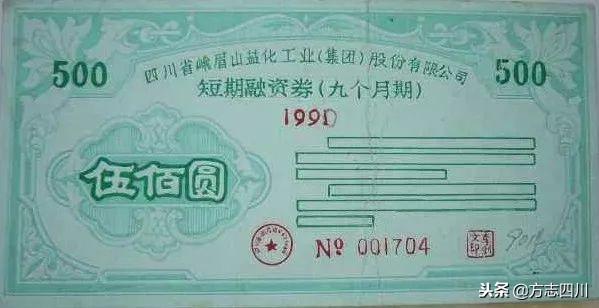 500
四川省峨眉山盐化工业(集团)股份有限公司
500
短期融资券(九个月期)
1991
伍佰圆
№ 001704
头条 @方志四川